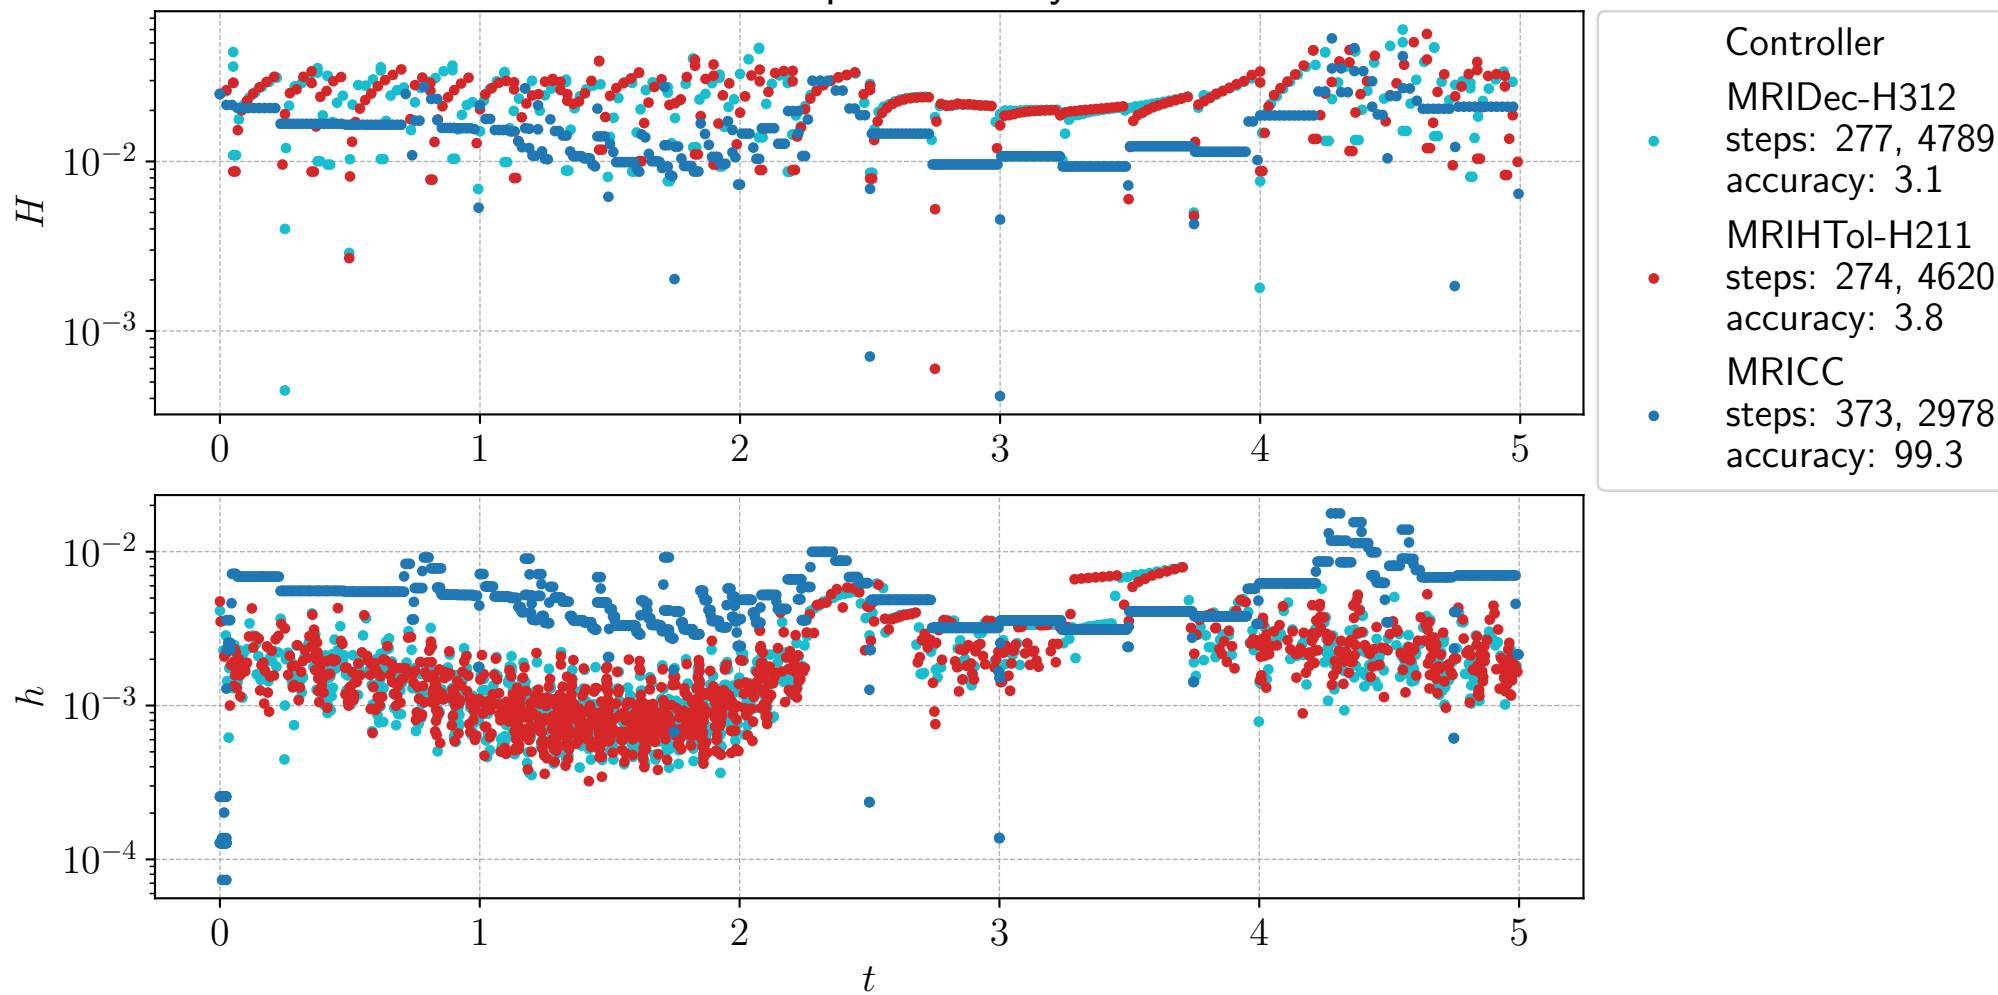 H
10⁻²
10⁻³
0 1 2 3 4 5
Controller
MRIDec-H312
steps: 277, 4789
accuracy: 3.1
MRIHTol-H211
steps: 274, 4620
accuracy: 3.8
MRICC
steps: 373, 2978
accuracy: 99.3
h
10⁻²
10⁻³
10⁻⁴
0 1 2 3 4 5
t